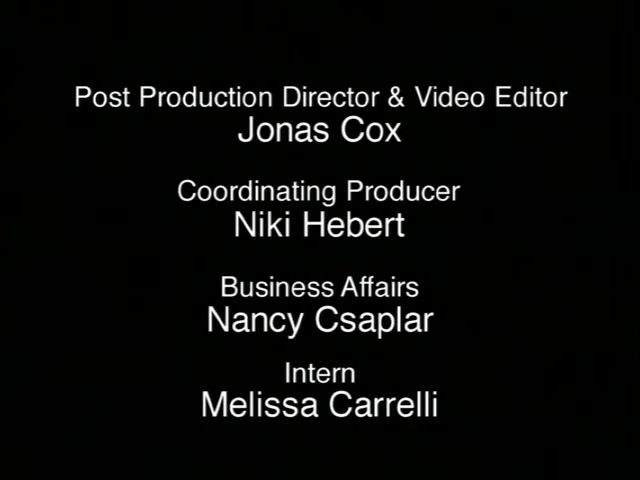 Post Production Director & Video Editor
Jonas Cox
Coordinating Producer
Niki Hebert
Business Affairs
Nancy Csaplar
Intern
Melissa Carrelli